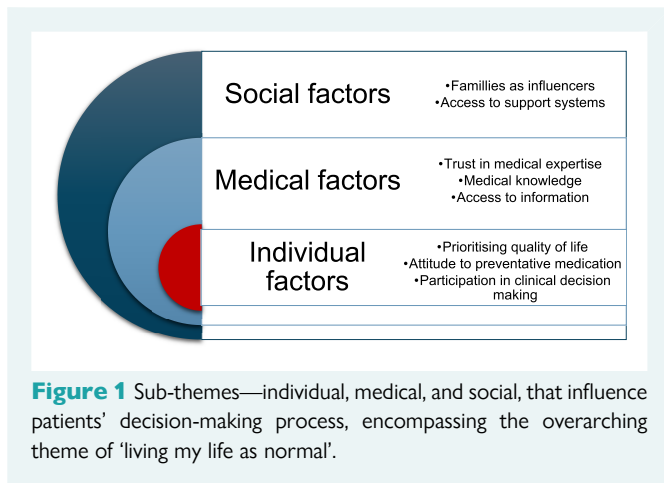 Social factors
•Famillies as influencers
•Access to support systems
Medical factors
•Trust in medical expertise
•Medical knowledge
•Access to information
Individual
factors
•Prioritising quality of life
•Attitude to preventative medication
•Participation in clinical decision
making
Figure 1 Sub-themes—individual, medical, and social, that influence
patients’ decision-making process, encompassing the overarching
theme of ‘living my life as normal’.